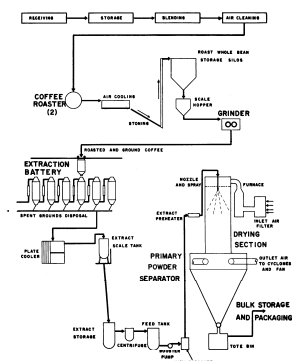 RECEIVING
STORAGE
BLENDING
AIR CLEANING
ROAST WHOLE BEAN
STORAGE SILOS
COFFEE
ROASTER
(2)
AIR COOLING
STONING
SCALE
HOPPER
GRINDER
ROASTED AND GROUND COFFEE
EXTRACTION
BATTERY
NOZZLE
AND SPRAY
FURNACE
EXTRACT
PREHEATER
INLET AIR
FILTER
SPENT GROUNDS DISPOSAL
DRYING
SECTION
PLATE
COOLER
EXTRACT
SCALE TANK
PRIMARY
POWDER
SEPARATOR
OUTLET AIR
TO CYCLONES
AND FAN
BULK STORAGE
AND PACKAGING
EXTRACT STORAGE
FEED TANK
CENTRIFUGE
BOOSTER
PUMP
TOTE BIN